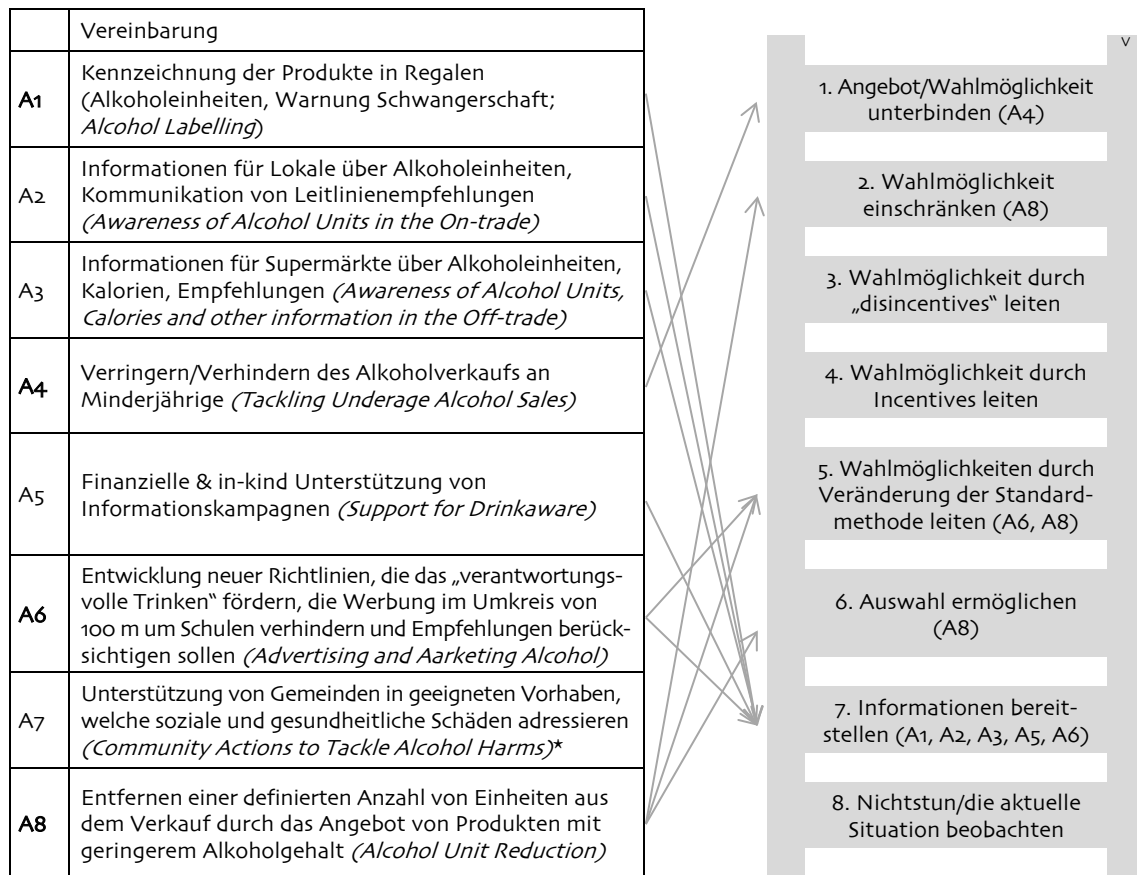 Vereinbarung
A1
Kennzeichnung der Produkte in Regalen
(Alkoholeinheiten, Warnung Schwangerschaft;
Alcohol Labelling)
A2
Informationen für Lokale über Alkoholeinheiten,
Kommunikation von Leitlinienempfehlungen
(Awareness of Alcohol Units in the On-trade)
A3
Informationen für Supermärkte über Alkoholeinheiten,
Kalorien, Empfehlungen (Awareness of Alcohol Units,
Calories and other information in the Off-trade)
A4
Verringern/Verhindern des Alkoholverkaufs an
Minderjährige (Tackling Underage Alcohol Sales)
A5
Finanzielle & in-kind Unterstützung von
Informationskampagnen (Support for Drinkaware)
A6
Entwicklung neuer Richtlinien, die das „verantwortungs-
volle Trinken“ fördern, die Werbung im Umkreis von
100 m um Schulen verhindern und Empfehlungen berück-
sichtigen sollen (Advertising and Aarketing Alcohol)
A7
Unterstützung von Gemeinden in geeigneten Vorhaben,
welche soziale und gesundheitliche Schäden adressieren
(Community Actions to Tackle Alcohol Harms)*
A8
Entfernen einer definierten Anzahl von Einheiten aus
dem Verkauf durch das Angebot von Produkten mit
geringerem Alkoholgehalt (Alcohol Unit Reduction)
1. Angebot/Wahlmöglichkeit
unterbinden (A4)
2. Wahlmöglichkeit
einschränken (A8)
3. Wahlmöglichkeit durch
„disincentives“ leiten
4. Wahlmöglichkeit durch
Incentives leiten
5. Wahlmöglichkeiten durch
Veränderung der Standard-
methode leiten (A6, A8)
6. Auswahl ermöglichen
(A8)
7. Informationen bereit-
stellen (A1, A2, A3, A5, A6)
8. Nichtstun/die aktuelle
Situation beobachten